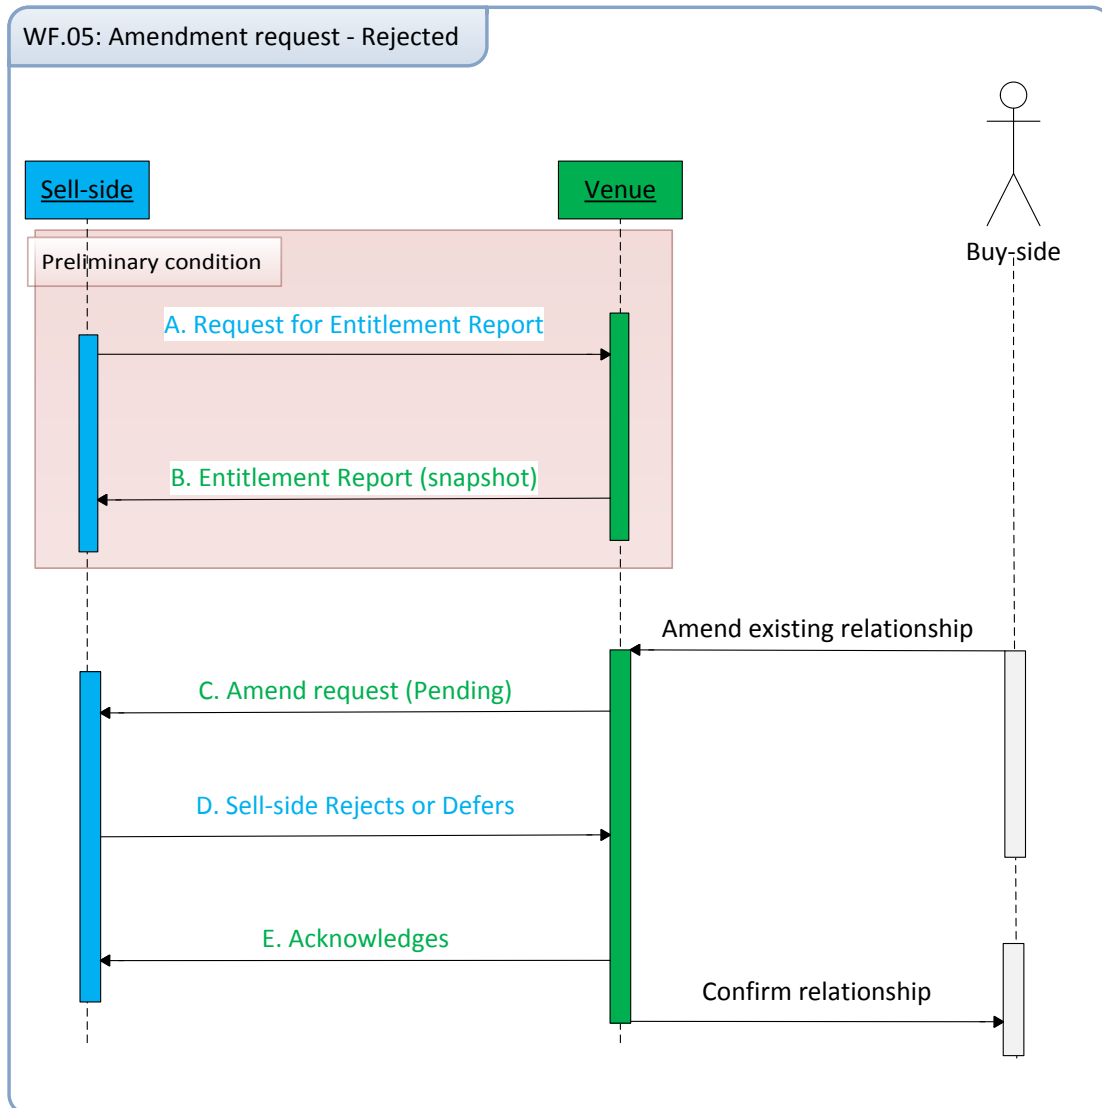 WF.05: Amendment request - Rejected
Sell-side
Venue
Buy-side
Preliminary condition
A. Request for Entitlement Report
B. Entitlement Report (snapshot)
Amend existing relationship
C. Amend request (Pending)
D. Sell-side Rejects or Defers
E. Acknowledges
Confirm relationship